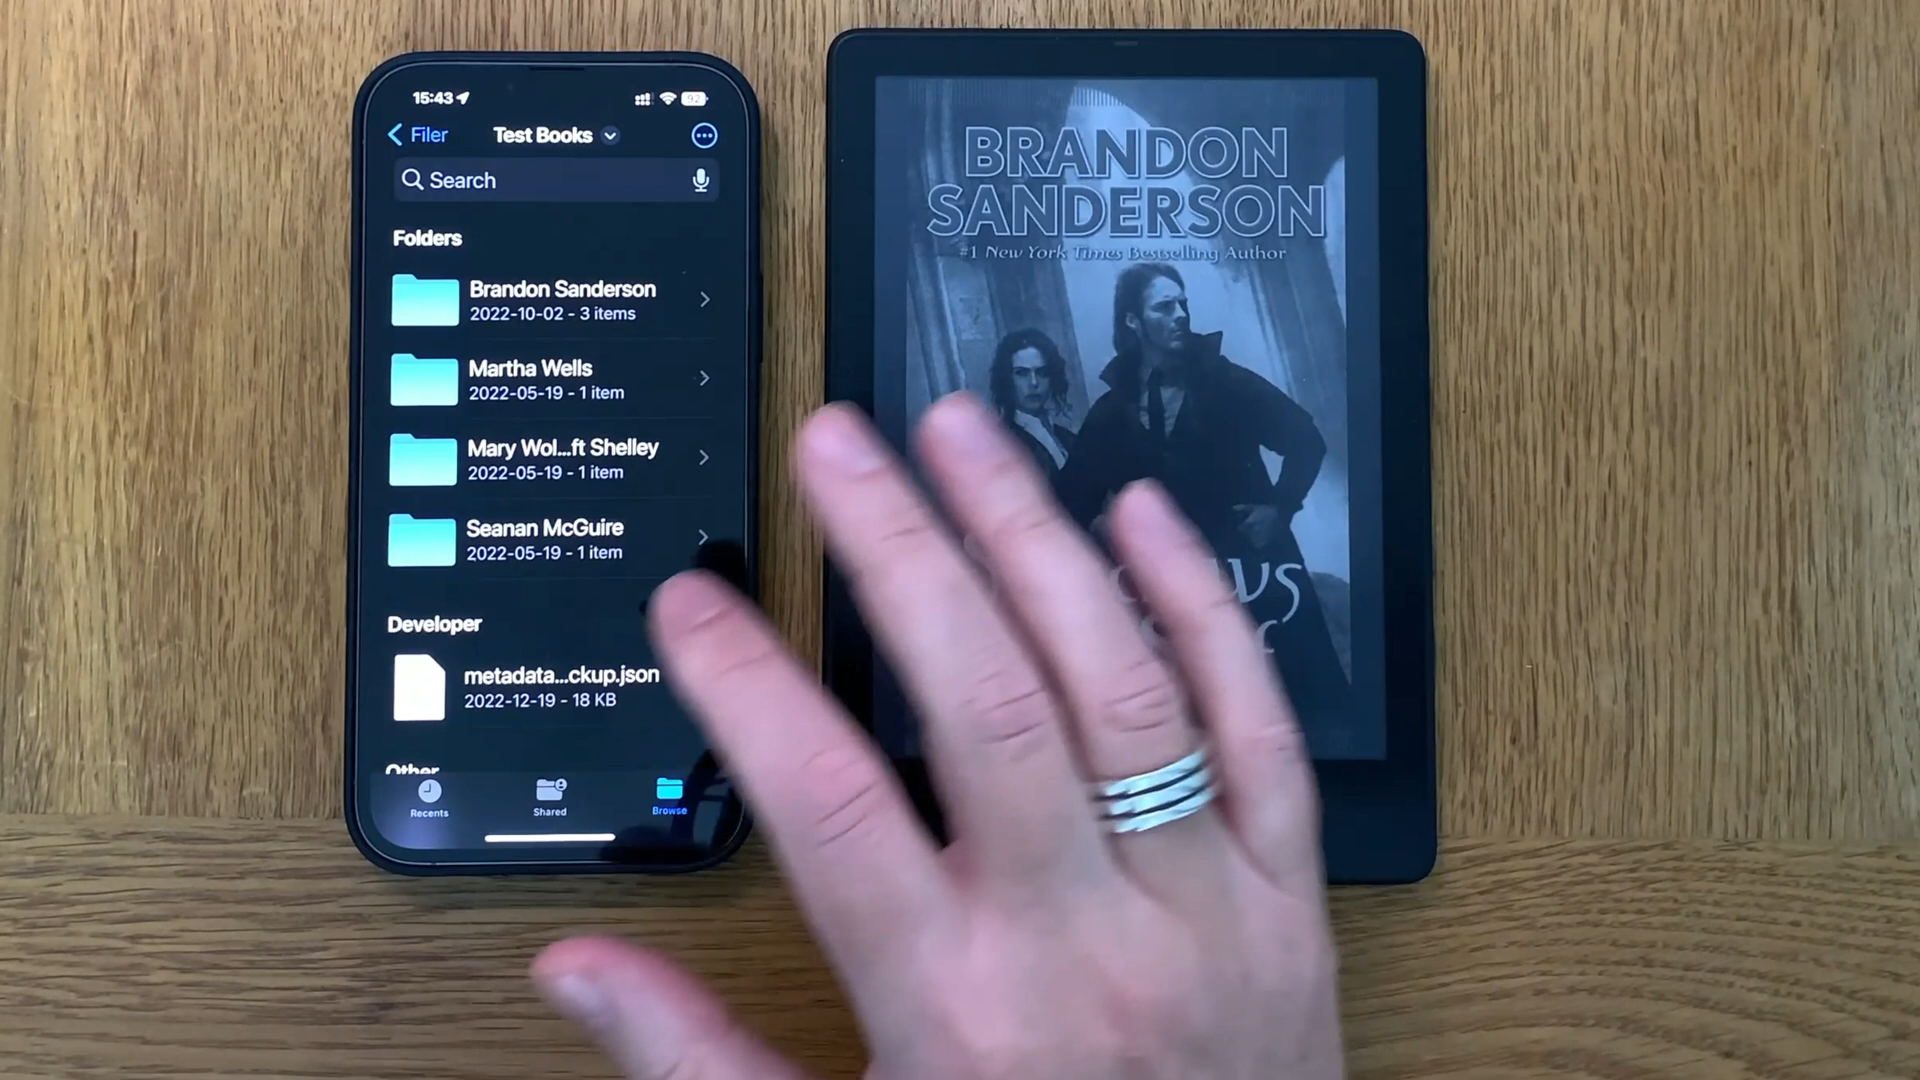 15:43
92
Filer
Test Books
Search
Folders
Brandon Sanderson
2022-10-02 - 3 items
Martha Wells
2022-05-19 - 1 item
Mary Wol...ft Shelley
2022-05-19 - 1 item
Seanan McGuire
2022-05-19 - 1 item
Developer
metadata...ckup.json
2022-12-19 - 18 KB
Other
Recents
Shared
Browse
BRANDON
SANDERSON
#1 New York Times Bestselling Author